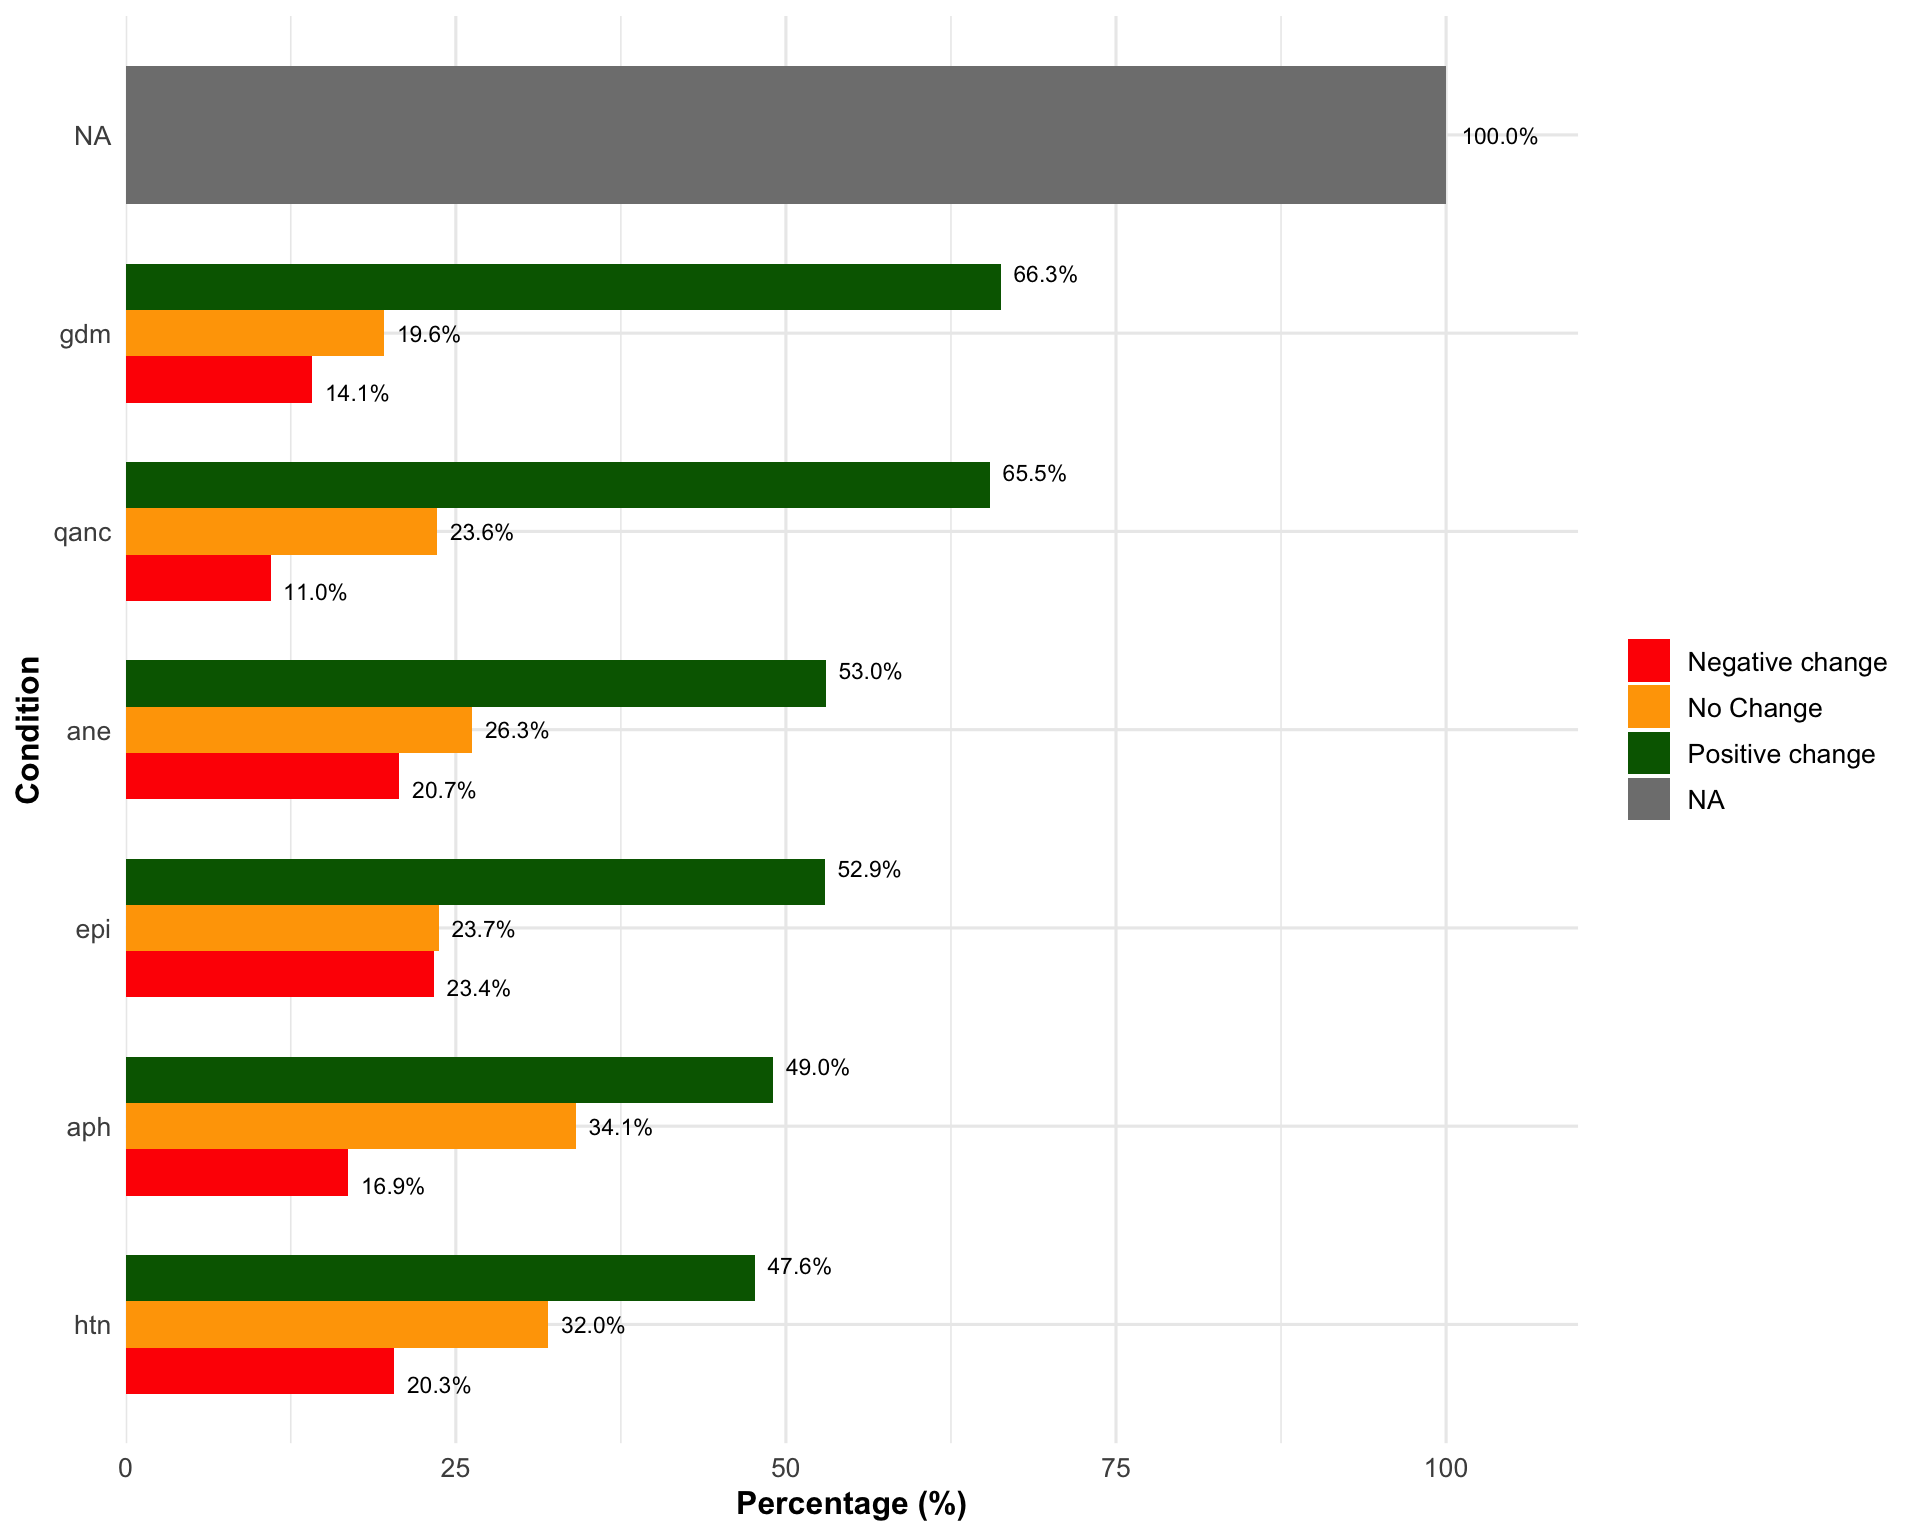 NA
100.0%
66.3%
gdm
19.6%
14.1%
65.5%
qanc
23.6%
11.0%
53.0%
ane
26.3%
20.7%
52.9%
epi
23.7%
23.4%
49.0%
aph
34.1%
16.9%
47.6%
htn
32.0%
20.3%
0 25 50 75 100
Percentage (%)
Condition
Negative change
No Change
Positive change
NA